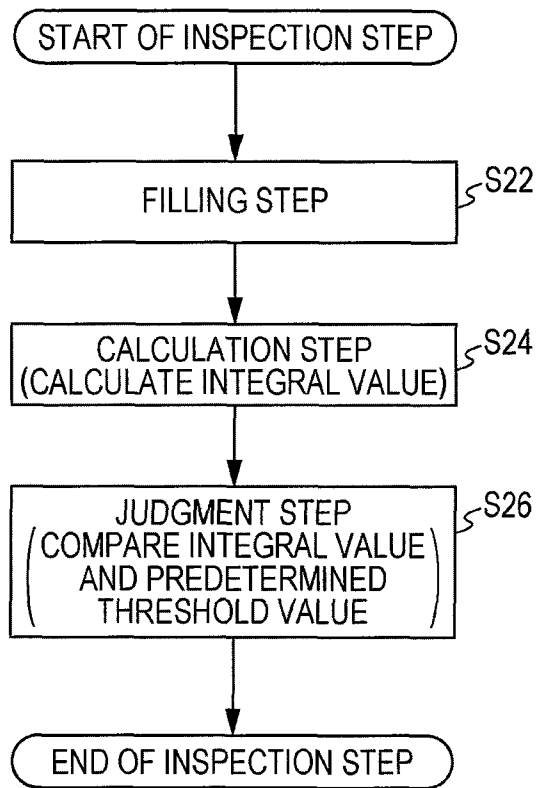 START OF INSPECTION STEP
FILLING STEP
S22
CALCULATION STEP
(CALCULATE INTEGRAL VALUE)
S24
JUDGMENT STEP
(COMPARE INTEGRAL VALUE
AND PREDETERMINED
THRESHOLD VALUE)
S26
END OF INSPECTION STEP